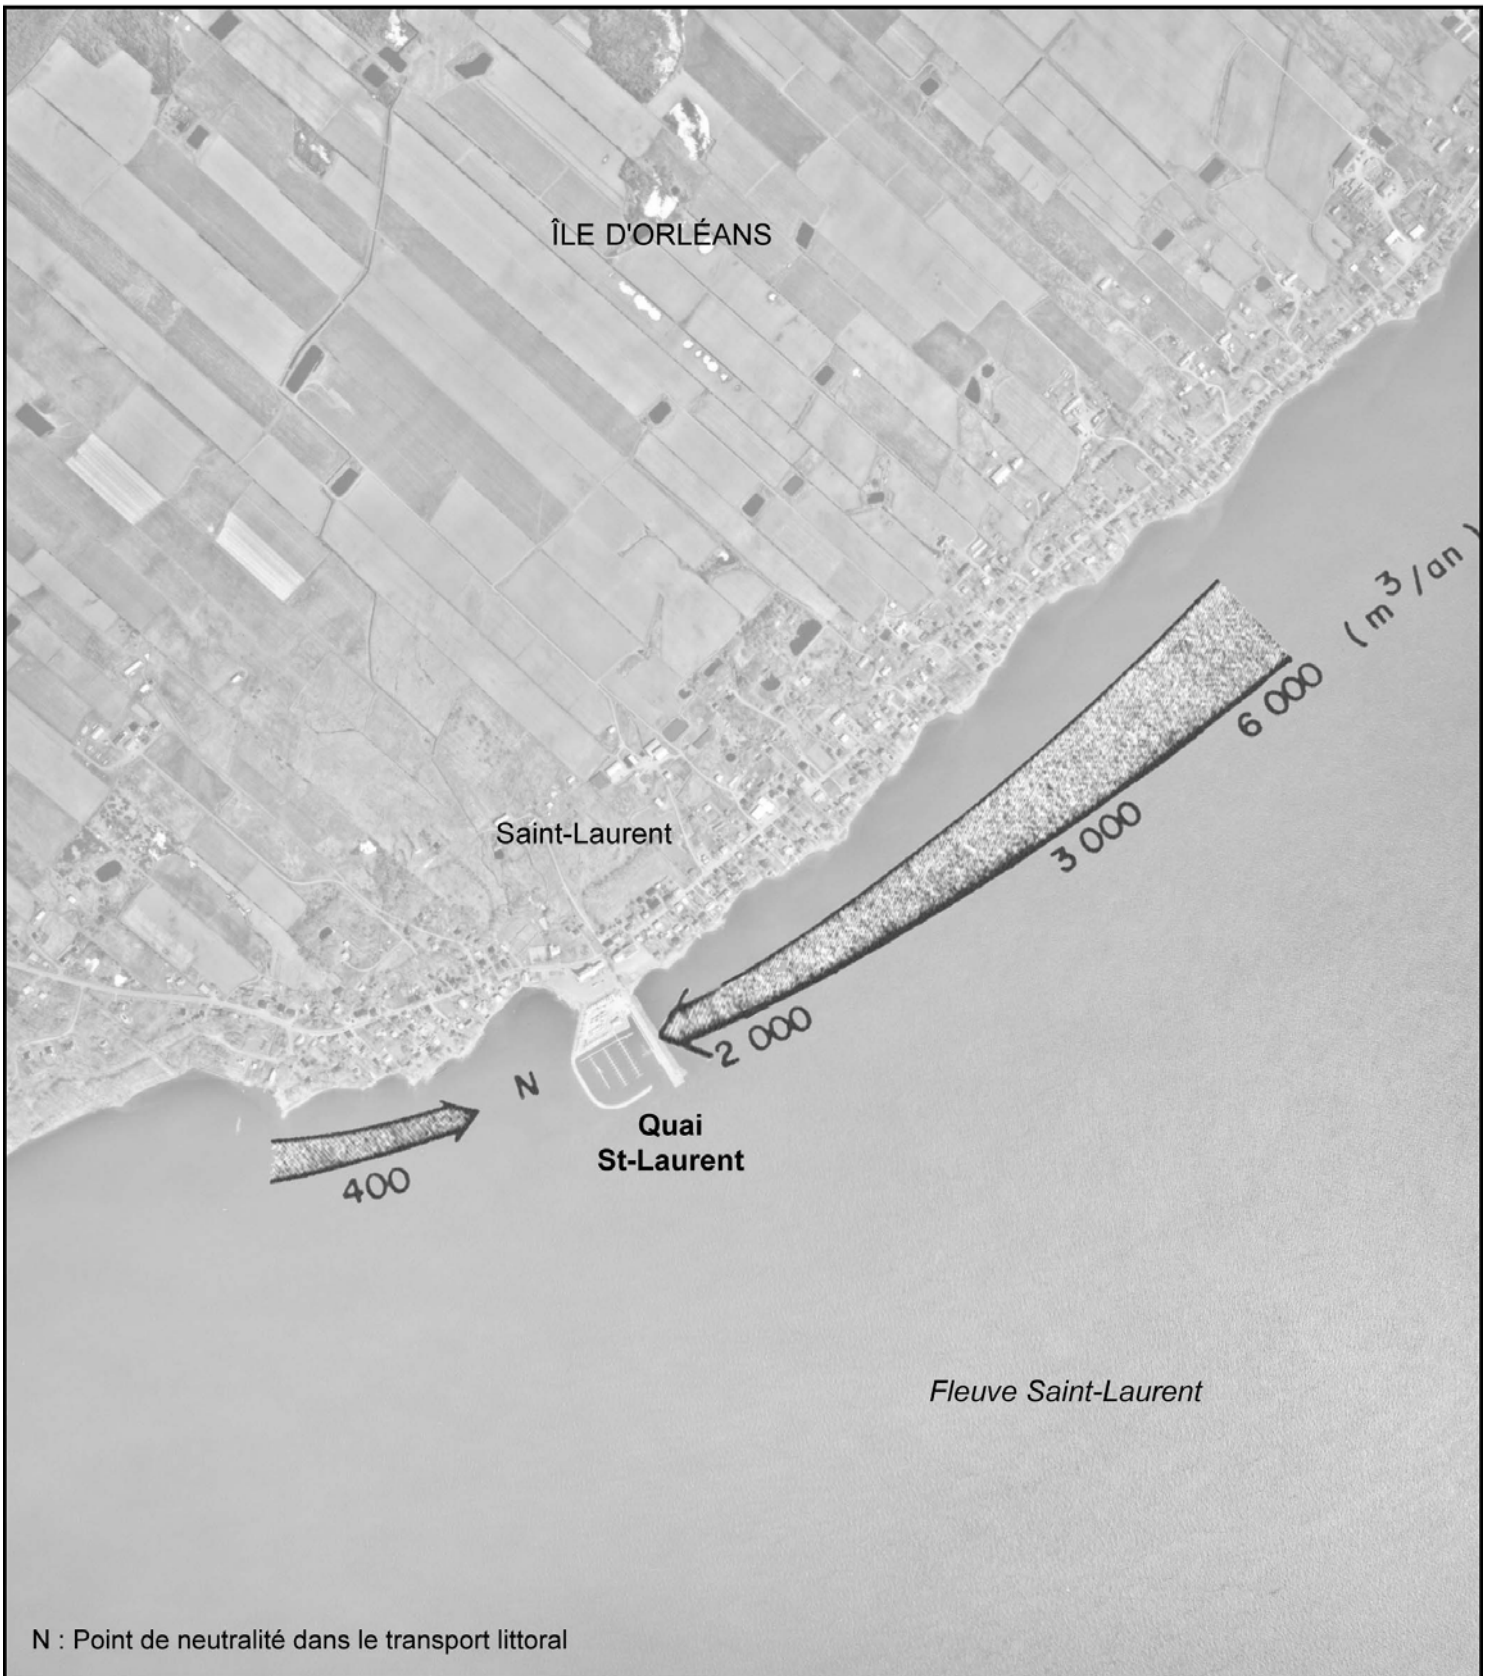 ÎLE D'ORLÉANS
(m3/an)
6 000
3 000
Saint-Laurent
2 000
N
Quai
St-Laurent
400
Fleuve Saint-Laurent
N : Point de neutralité dans le transport littoral